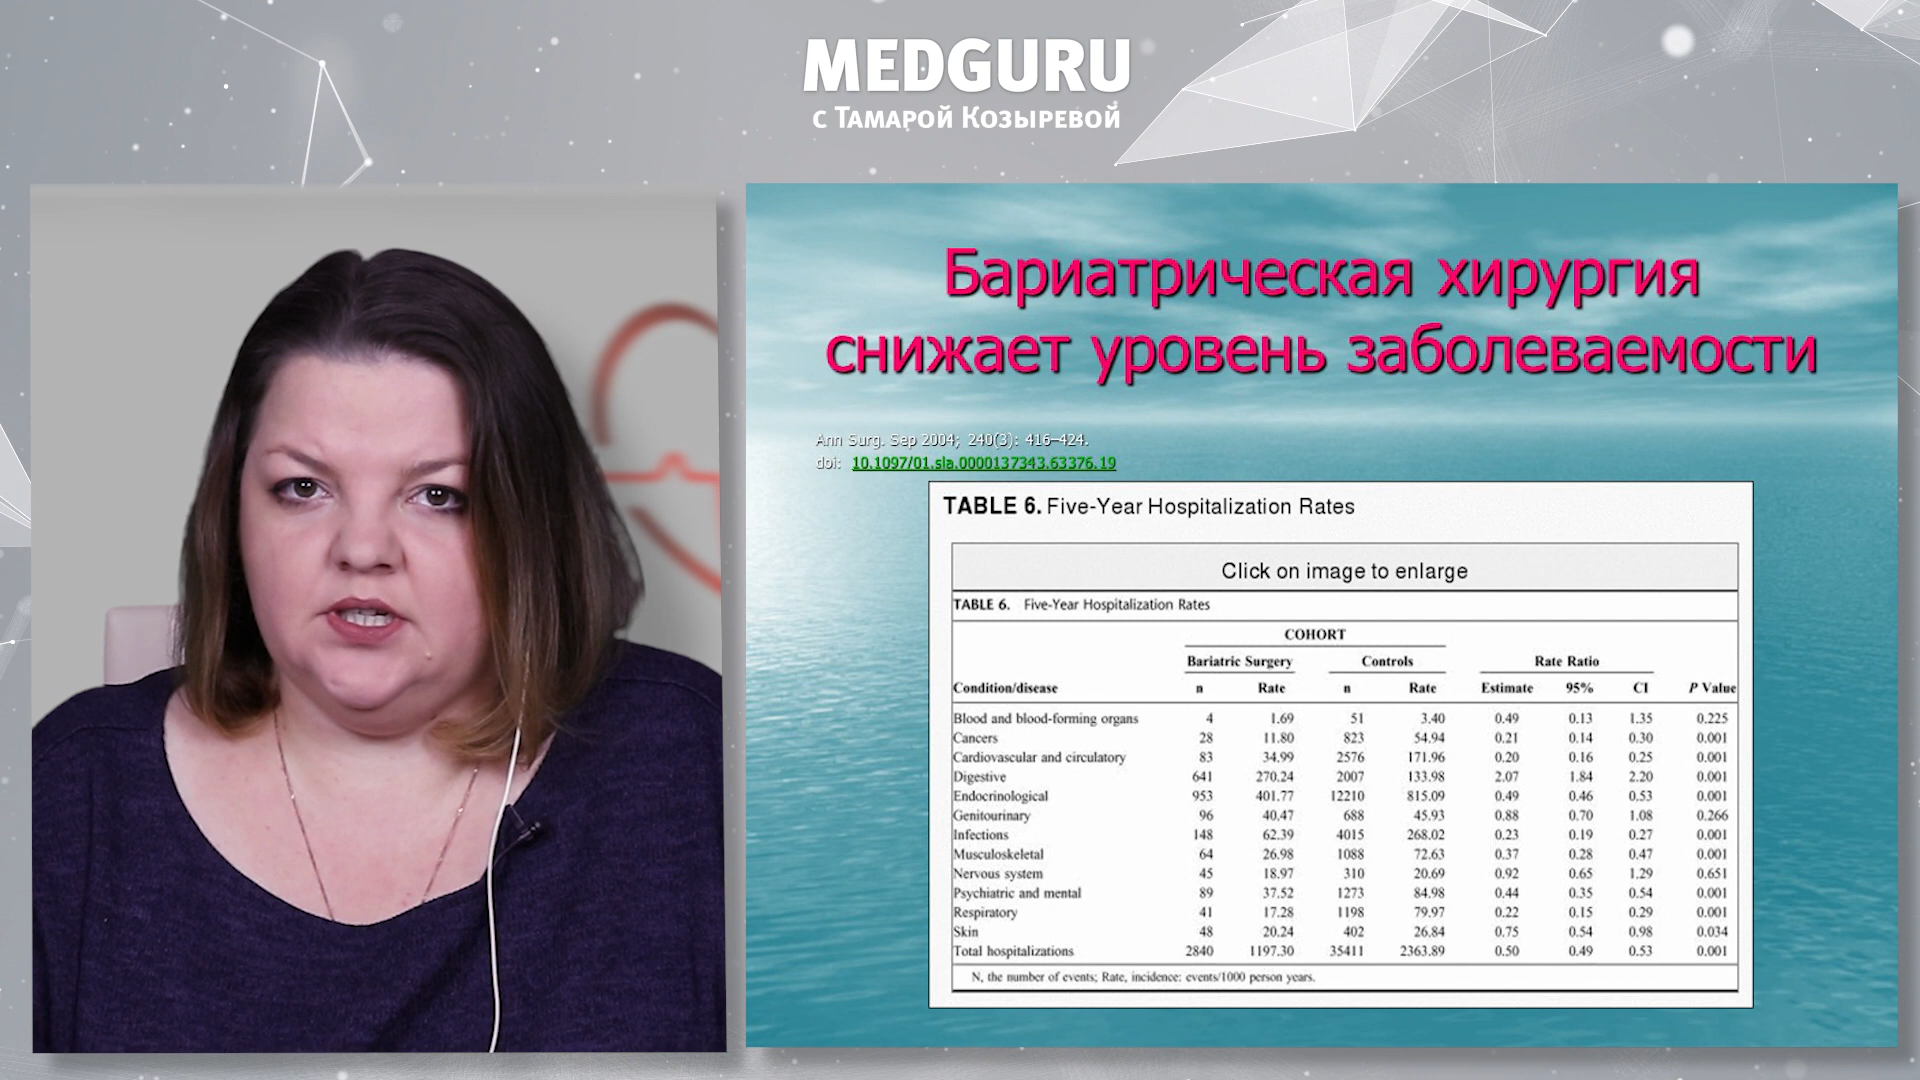 MEDGURU
с Тамарой Козыревой
Бариатрическая хирургия
снижает уровень заболеваемости
Ann Surg. Sep 2004; 240(3): 416–424.
doi: 10.1097/01.sla.0000137343.63376.19
TABLE 6. Five-Year Hospitalization Rates
Click on image to enlarge
TABLE 6. Five-Year Hospitalization Rates
COHORT
Bariatric Surgery Controls Rate Ratio
Condition/disease n Rate n Rate Estimate 95% CI P Value
Blood and blood-forming organs 4 1.69 51 3.40 0.49 0.13 1.35 0.225
Cancers 28 11.80 823 54.94 0.21 0.14 0.30 0.001
Cardiovascular and circulatory 83 34.99 2576 171.96 0.20 0.16 0.25 0.001
Digestive 641 270.24 2007 133.98 2.07 1.84 2.20 0.001
Endocrinological 953 401.77 12210 815.09 0.49 0.46 0.53 0.001
Genitourinary 96 40.47 688 45.93 0.88 0.70 1.08 0.266
Infections 148 62.39 4015 268.02 0.23 0.19 0.27 0.001
Musculoskeletal 64 26.98 1088 72.63 0.37 0.28 0.47 0.001
Nervous system 45 18.97 310 20.69 0.92 0.65 1.29 0.651
Psychiatric and mental 89 37.52 1273 84.98 0.44 0.35 0.54 0.001
Respiratory 41 17.28 1198 79.97 0.22 0.15 0.29 0.001
Skin 48 20.24 402 26.84 0.75 0.54 0.98 0.034
Total hospitalizations 2840 1197.30 35411 2363.89 0.50 0.49 0.53 0.001
N, the number of events; Rate, incidence: events/1000 person years.